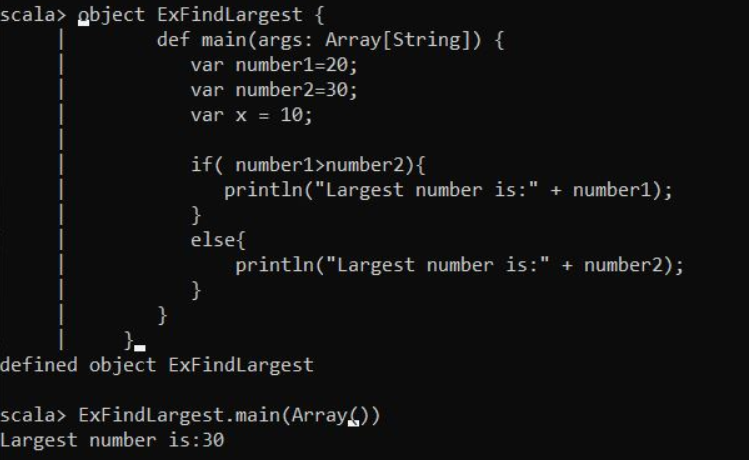 scala> object ExFindLargest {
     |         def main(args: Array[String]) {
     |            var number1=20;
     |            var number2=30;
     |            var x = 10;
     |
     |            if( number1>number2){
     |               println("Largest number is:" + number1);
     |            }
     |            else{
     |                println("Largest number is:" + number2);
     |            }
     |         }
     |      }
defined object ExFindLargest

scala> ExFindLargest.main(Array())
Largest number is:30